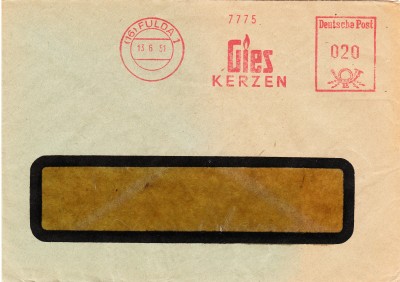 (16) FULDA 1
13.6.51
7775
Gies
KERZEN
Deutsche Post
020